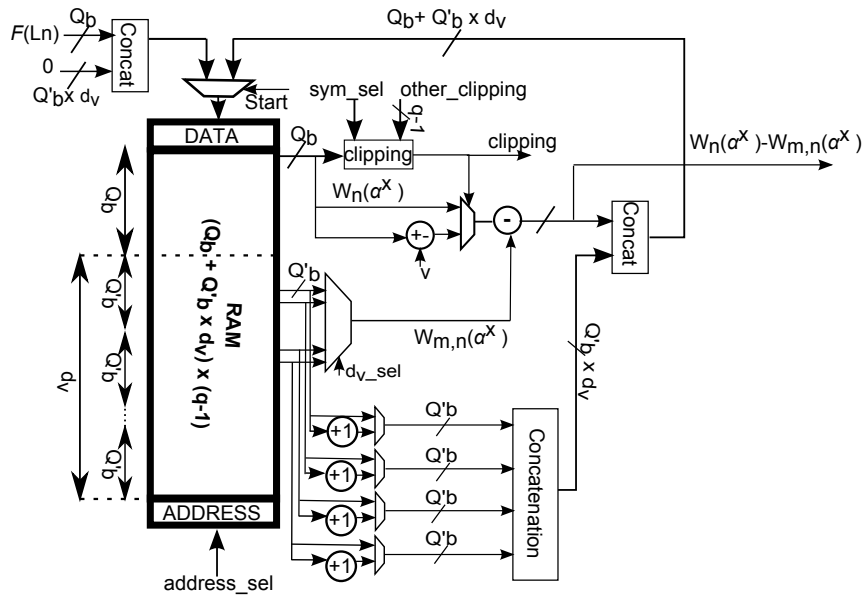 F(Ln)
Qb
0
Q'b x dv
Concat
Qb+ Q'b x dv
Start
sym_sel
other_clipping
q-1
DATA
Qb
clipping
clipping
Wn(αˣ)-Wm,n(αˣ)
Wn(αˣ)
+-
v
-
Concat
Qb
Q'b
Q'b
Q'b
dv
RAM
(Qb + Q'b x dv) x (q-1)
Q'b
Wm,n(αˣ)
dv_sel
Q'b x dv
+1
Q'b
+1
Q'b
+1
Q'b
+1
Q'b
Concatenation
ADDRESS
address_sel